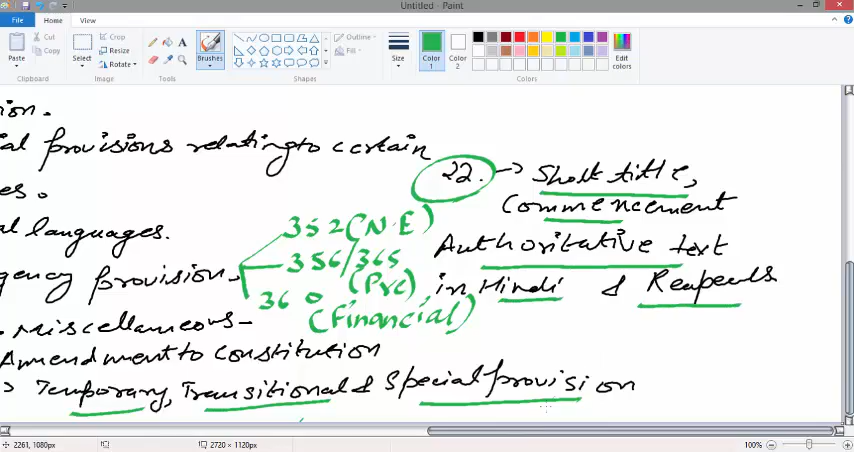 Untitled - Paint
File Home View
Paste Cut Copy Select Crop Resize Rotate Brushes Outline Fill Size Color 1 Color 2 Edit colors
Clipboard Image Tools Shapes Colors
ion.
ial provisions relating to certain
es.
al languages.
gency provision
352 (N.E)
356/365
(Prc)
360
(Financial)
. Miscellaneous-
Amendment to constitution
> Temporary, Transitional & Special provision
22. -> Short title,
Commencement
Authoritative text
in Hindi & Reapeals
2261, 1080px 2720 × 1120px 100%